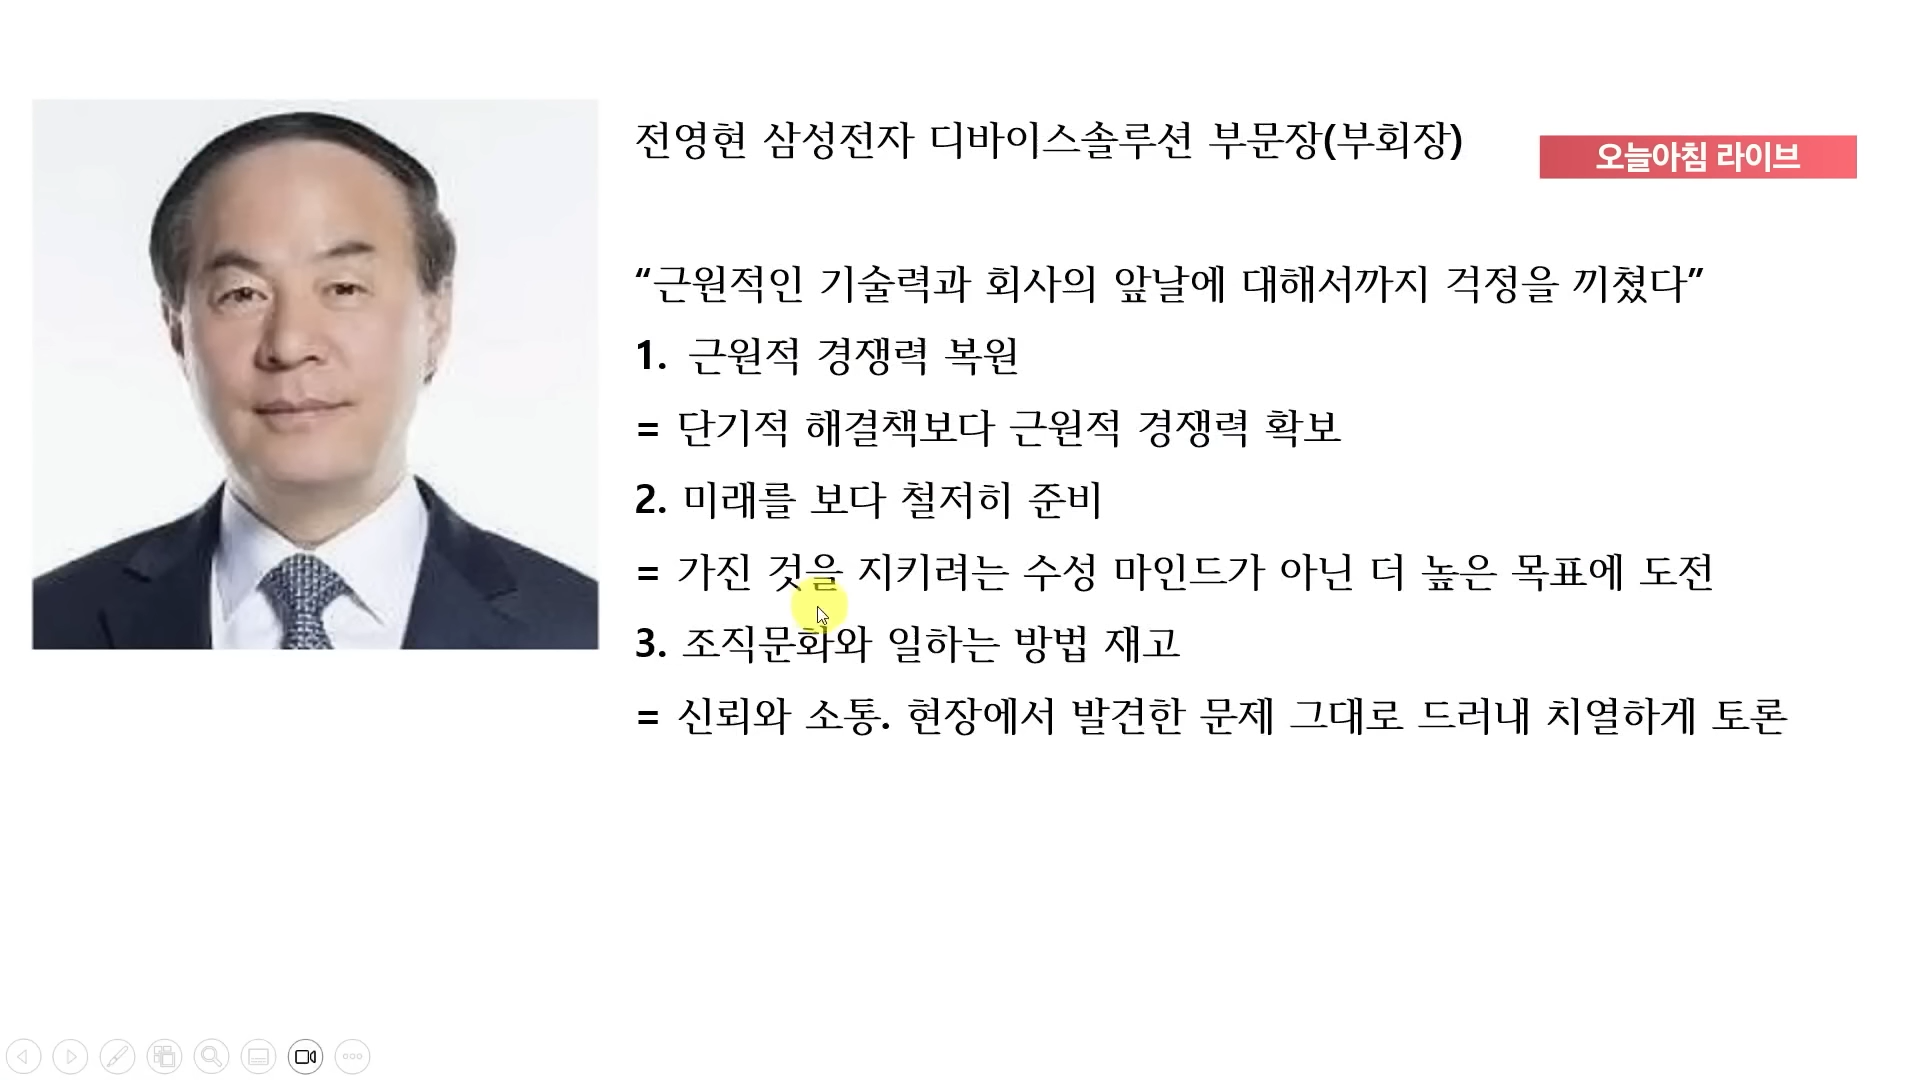 전영현 삼성전자 디바이스솔루션 부문장(부회장)
오늘아침 라이브
“근원적인 기술력과 회사의 앞날에 대해서까지 걱정을 끼쳤다”
1. 근원적 경쟁력 복원
= 단기적 해결책보다 근원적 경쟁력 확보
2. 미래를 보다 철저히 준비
= 가진 것을 지키려는 수성 마인드가 아닌 더 높은 목표에 도전
3. 조직문화와 일하는 방법 재고
= 신뢰와 소통. 현장에서 발견한 문제 그대로 드러내 치열하게 토론